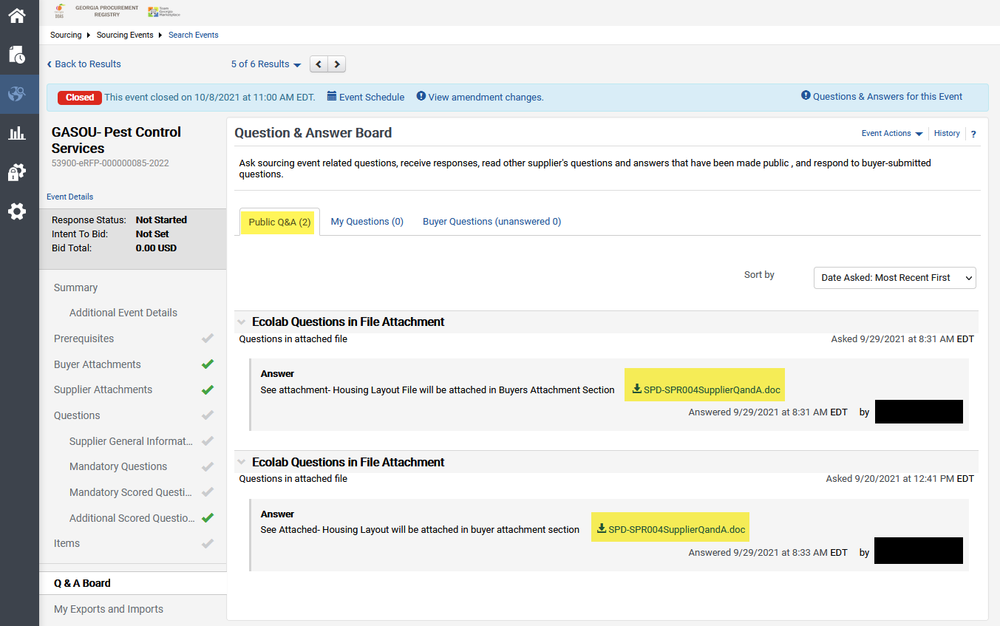 GEORGIA PROCUREMENT
REGISTRY
DOAS
Team
Georgia
Marketplace
Sourcing Sourcing Events Search Events
Back to Results
5 of 6 Results
Closed This event closed on 10/8/2021 at 11:00 AM EDT. Event Schedule View amendment changes. Questions & Answers for this Event
GASOU- Pest Control
Services
53900-eRFP-000000085-2022
Event Details
Response Status: Not Started
Intent To Bid: Not Set
Bid Total: 0.00 USD
Summary
Additional Event Details
Prerequisites
Buyer Attachments
Supplier Attachments
Questions
Supplier General Informat...
Mandatory Questions
Mandatory Scored Questi...
Additional Scored Questio...
Items
Q & A Board
My Exports and Imports
Question & Answer Board
Event Actions History ?
Ask sourcing event related questions, receive responses, read other supplier's questions and answers that have been made public , and respond to buyer-submitted
questions.
Public Q&A (2) My Questions (0) Buyer Questions (unanswered 0)
Sort by Date Asked: Most Recent First
Ecolab Questions in File Attachment
Questions in attached file Asked 9/29/2021 at 8:31 AM EDT
Answer
See attachment- Housing Layout File will be attached in Buyers Attachment Section SPD-SPR004SupplierQandA.doc
Answered 9/29/2021 at 8:31 AM EDT by
Ecolab Questions in File Attachment
Questions in attached file Asked 9/20/2021 at 12:41 PM EDT
Answer
See Attached- Housing Layout will be attached in buyer attachment section SPD-SPR004SupplierQandA.doc
Answered 9/29/2021 at 8:33 AM EDT by